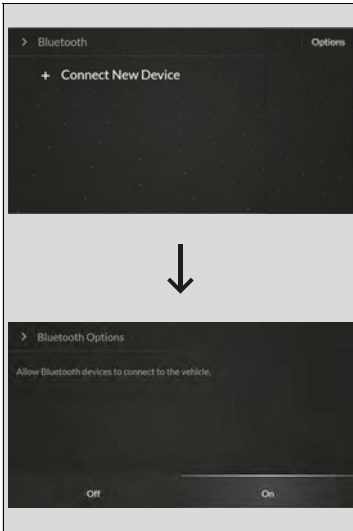 > Bluetooth Options
+ Connect New Device
> Bluetooth Options
Allow Bluetooth devices to connect to the vehicle.
Off On